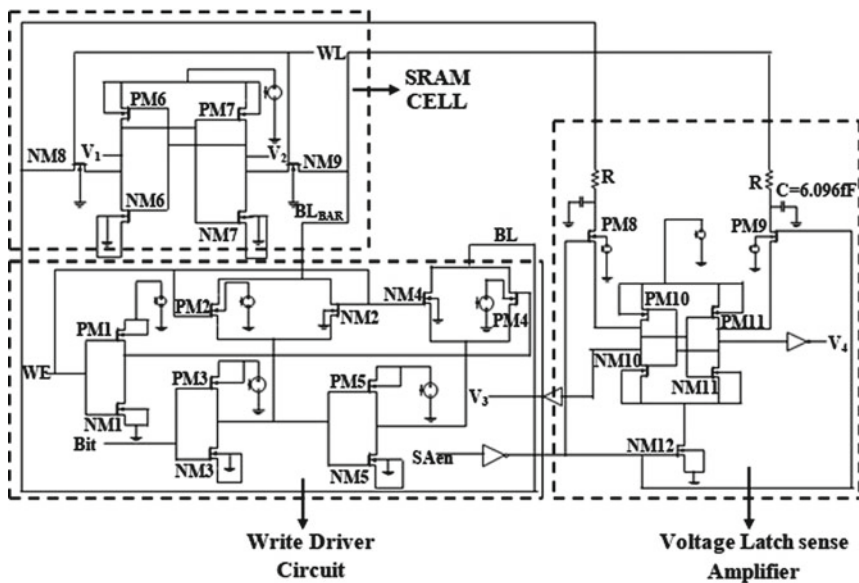 WL
SRAM
CELL
PM6
PM7
NM8
V1
V2
NM9
NM6
NM7
BLBAR
BL
R
R
C=6.096fF
PM8
PM9
PM2
NM2
NM4
PM4
PM1
PM10
PM11
WE
PM3
PM5
V3
NM10
NM11
V4
NM1
Bit
NM3
SAen
NM5
NM12
Write Driver
Circuit
Voltage Latch sense
Amplifier